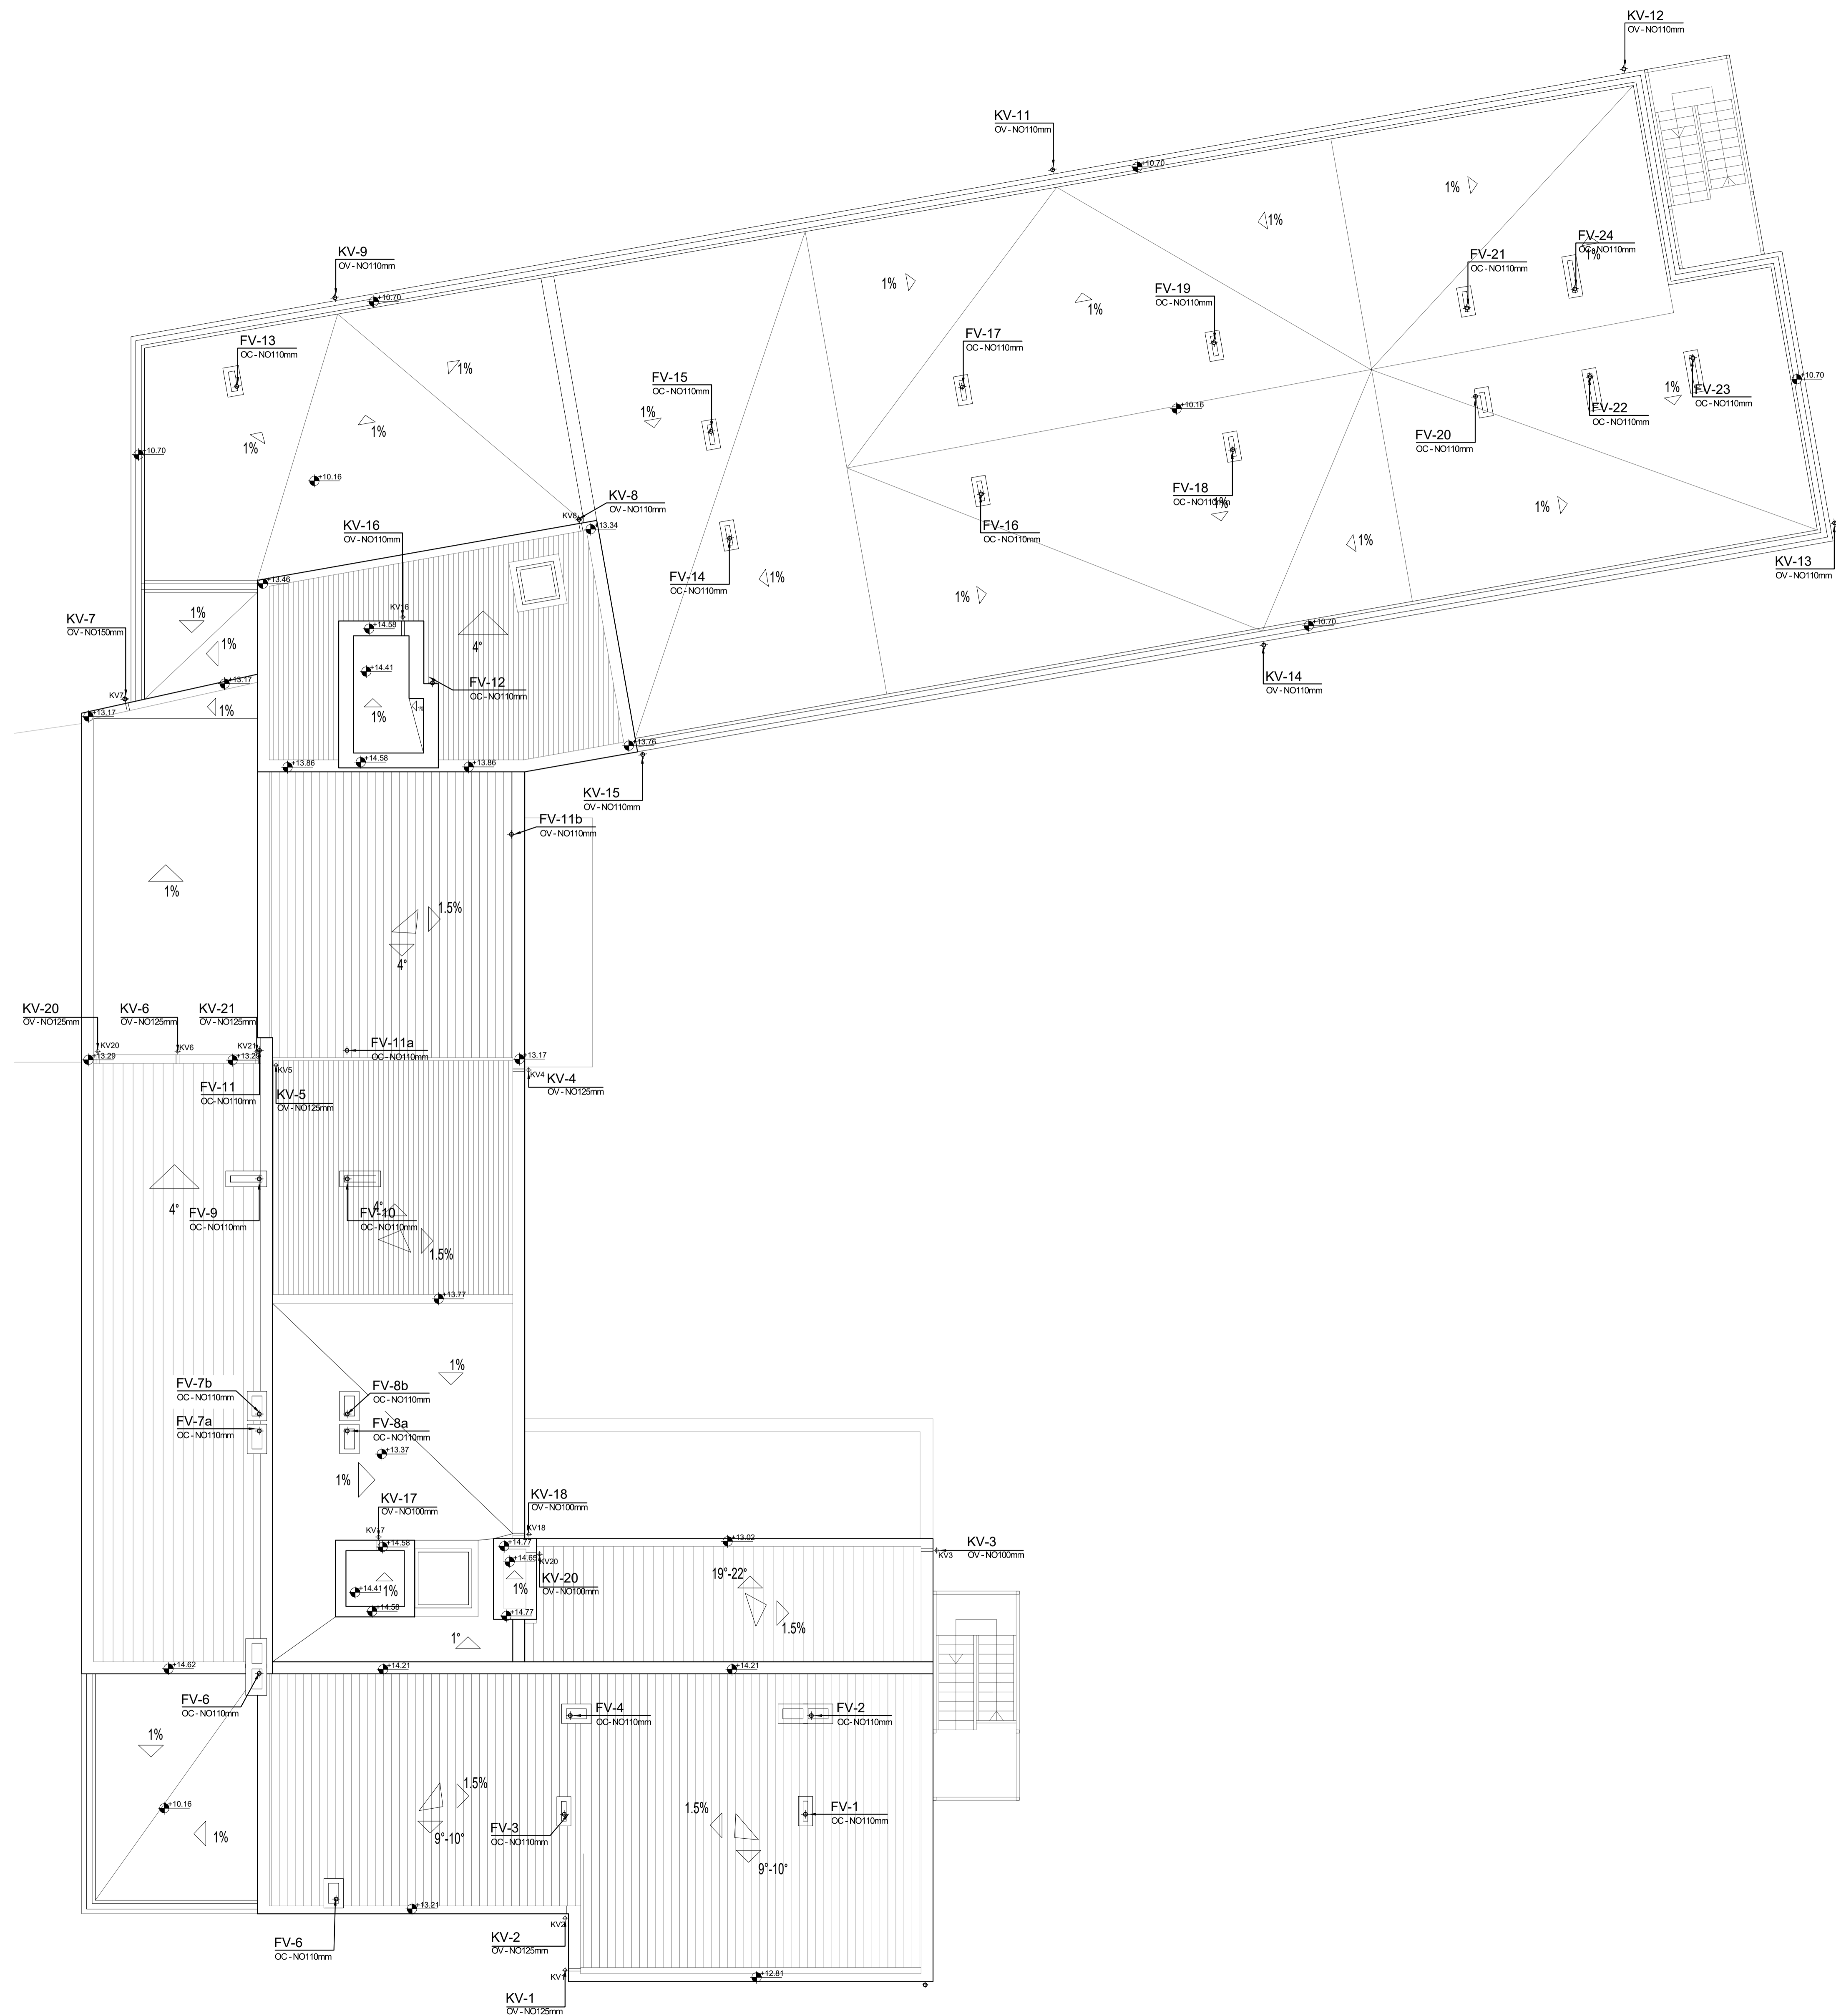 KV-12
OV - NO110mm
KV-11
OV - NO110mm
+10.70
1%
1%
FV-24
OC - NO110mm
1%
FV-21
OC - NO110mm
KV-9
OV - NO110mm
+10.70
1%
1%
FV-19
OC - NO110mm
FV-17
OC - NO110mm
FV-13
OC - NO110mm
1%
FV-15
OC - NO110mm
+10.70
1%
FV-23
OC - NO110mm
FV-22
OC - NO110mm
+10.16
1%
1%
1%
FV-20
OC - NO110mm
+10.70
+10.16
FV-18
OC - NO110mm
1%
1%
KV-8
OV - NO110mm
KV8
+13.34
KV-16
OV - NO110mm
FV-16
OC - NO110mm
1%
KV-13
OV - NO110mm
FV-14
OC - NO110mm
1%
1%
+13.46
KV16
1%
KV-7
OV - NO150mm
+14.58
+10.70
1%
4°
+14.41
KV7
+13.17
FV-12
OC - NO110mm
KV-14
OV - NO110mm
+13.17
1%
1%
1%
+13.76
+13.86
+14.58
+13.86
KV-15
OV - NO110mm
FV-11b
OV - NO110mm
1%
1.5%
4°
KV-20
OV - NO125mm
KV-6
OV - NO125mm
KV-21
OV - NO125mm
KV20
KV6
KV21
FV-11a
OC - NO110mm
+13.29
+13.29
+13.17
KV5
KV4
KV-4
OV - NO125mm
FV-11
OC- NO110mm
KV-5
OV - NO125mm
4°
FV-9
OC - NO110mm
4°
FV-10
OC - NO110mm
1.5%
+13.77
1%
FV-7b
OC - NO110mm
FV-8b
OC - NO110mm
FV-7a
OC - NO110mm
FV-8a
OC - NO110mm
+13.37
1%
KV-17
OV - NO100mm
KV-18
OV - NO100mm
KV17
KV18
+14.58
+14.77
+13.02
KV-3
OV - NO100mm
KV3
+14.65
KV20
+14.41
1%
1%
KV-20
OV - NO100mm
19°-22°
+14.58
+14.77
1.5%
1°
+14.62
+14.21
+14.21
FV-6
OC - NO110mm
FV-4
OC- NO110mm
FV-2
OC - NO110mm
1%
1.5%
+10.16
1.5%
FV-1
OC - NO110mm
FV-3
OC - NO110mm
1%
9°-10°
9°-10°
+13.21
KV2
KV-2
OV - NO125mm
FV-6
OC - NO110mm
KV1
+12.81
KV-1
OV - NO125mm